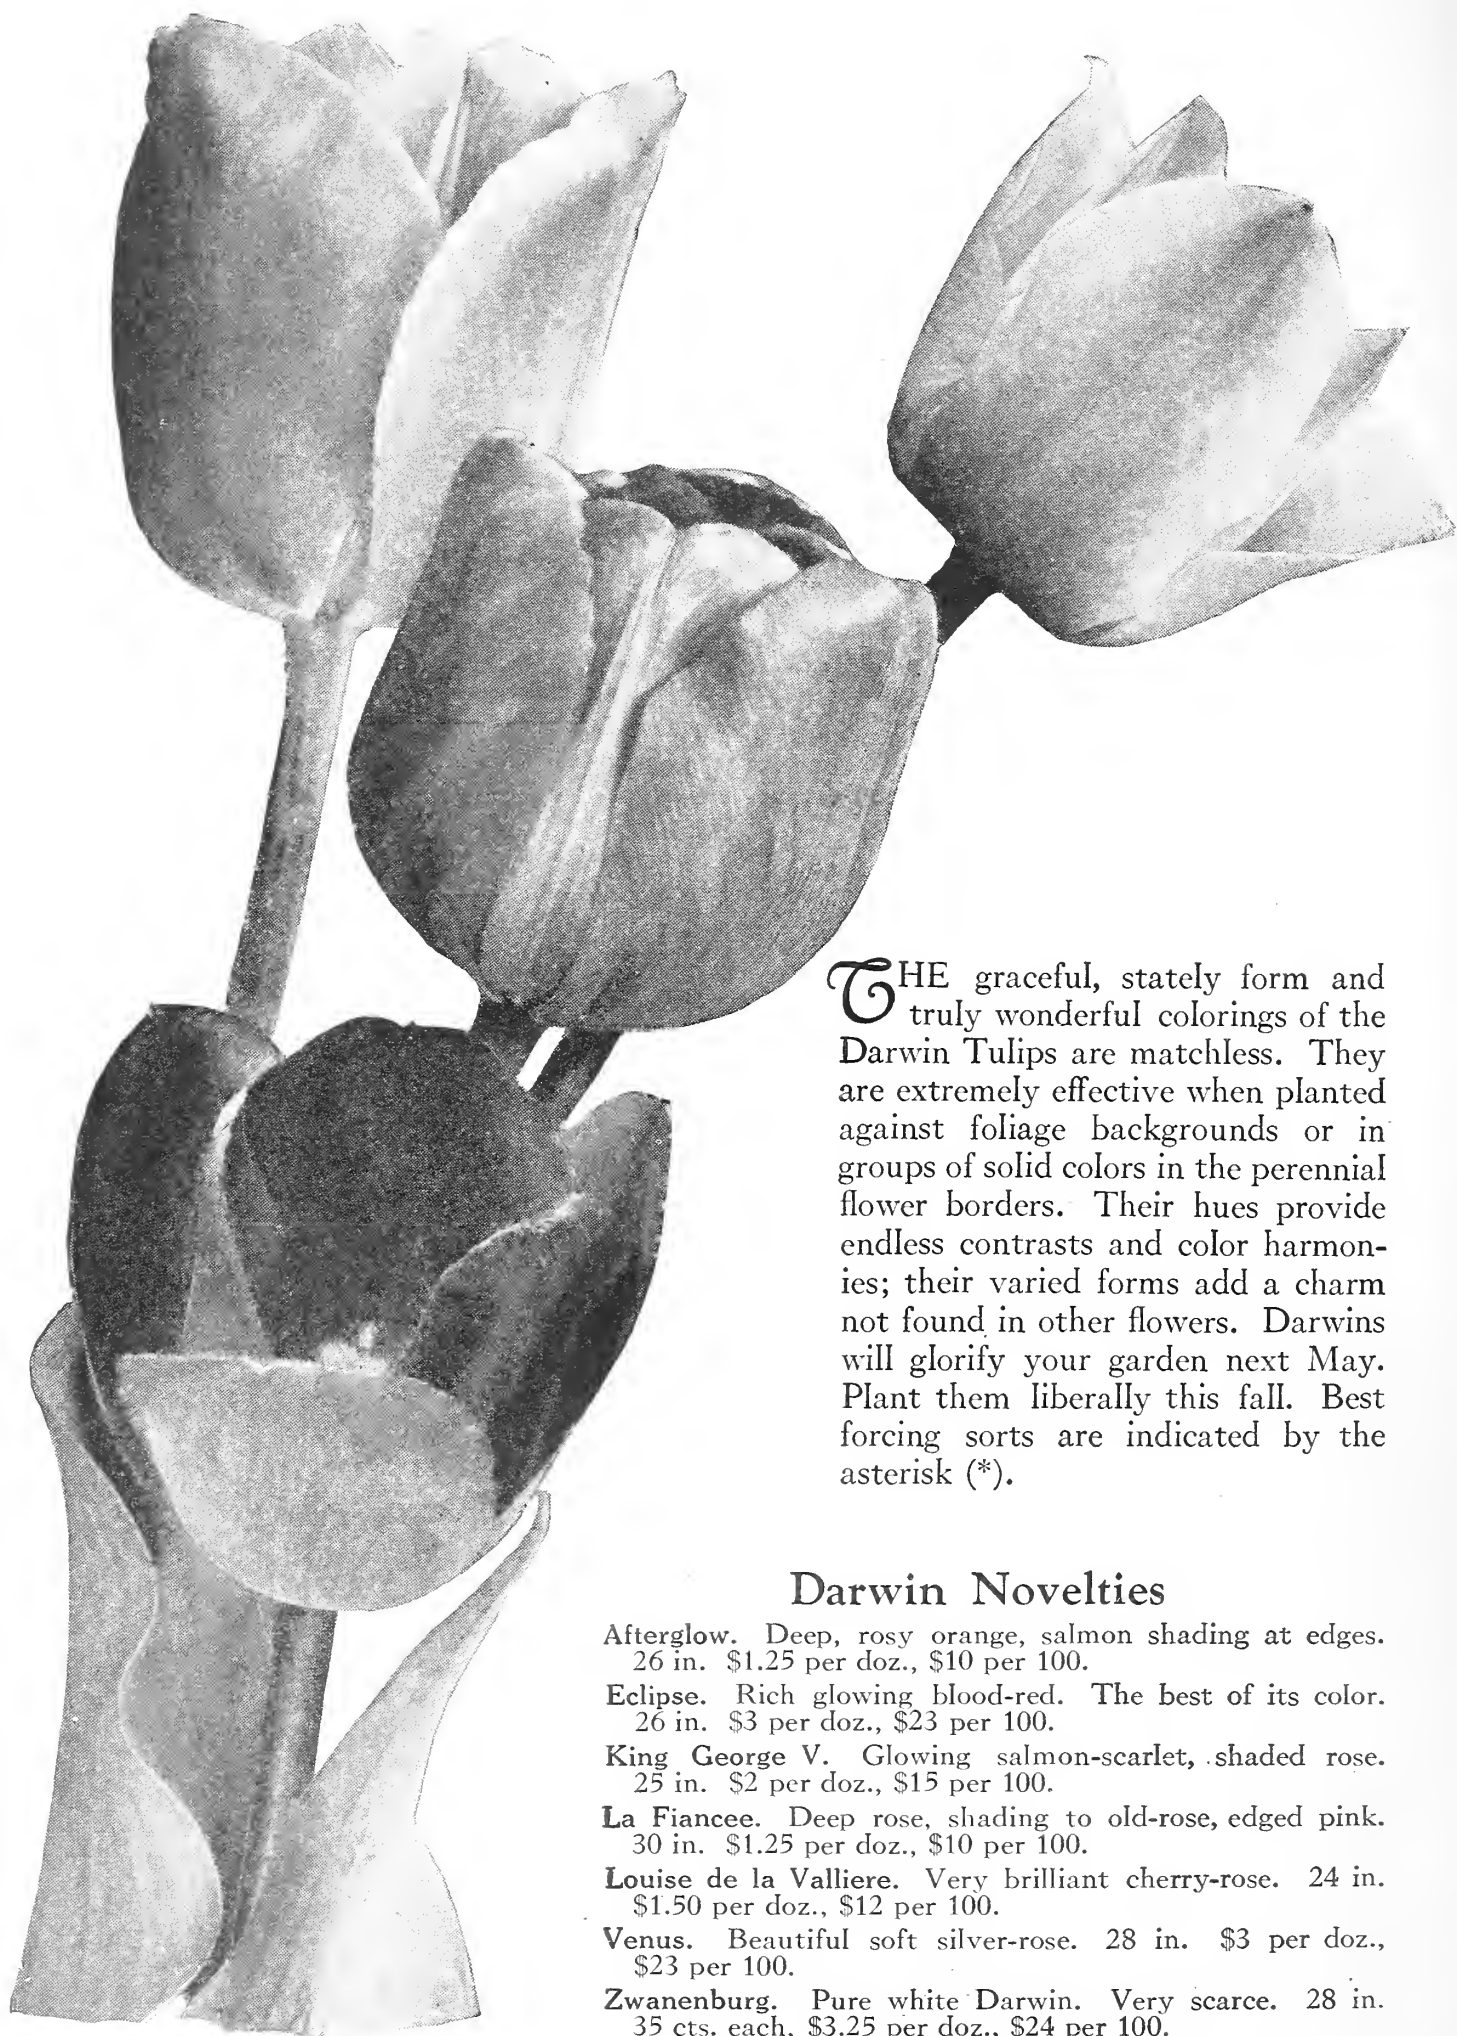 THE graceful, stately form and
truly wonderful colorings of the
Darwin Tulips are matchless. They
are extremely effective when planted
against foliage backgrounds or in
groups of solid colors in the perennial
flower borders. Their hues provide
endless contrasts and color harmon-
ies; their varied forms add a charm
not found in other flowers. Darwins
will glorify your garden next May.
Plant them liberally this fall. Best
forcing sorts are indicated by the
asterisk (*).
Darwin Novelties
Afterglow. Deep, rosy orange, salmon shading at edges.
26 in. $1.25 per doz., $10 per 100.
Eclipse. Rich glowing blood-red. The best of its color.
26 in. $3 per doz., $23 per 100.
King George V. Glowing salmon-scarlet, shaded rose.
25 in. $2 per doz., $15 per 100.
La Fiancee. Deep rose, shading to old-rose, edged pink.
30 in. $1.25 per doz., $10 per 100.
Louise de la Valliere. Very brilliant cherry-rose. 24 in.
$1.50 per doz., $12 per 100.
Venus. Beautiful soft silver-rose. 28 in. $3 per doz.,
$23 per 100.
Zwanenburg. Pure white Darwin. Very scarce. 28 in.
35 cts. each, $3.25 per doz., $24 per 100.